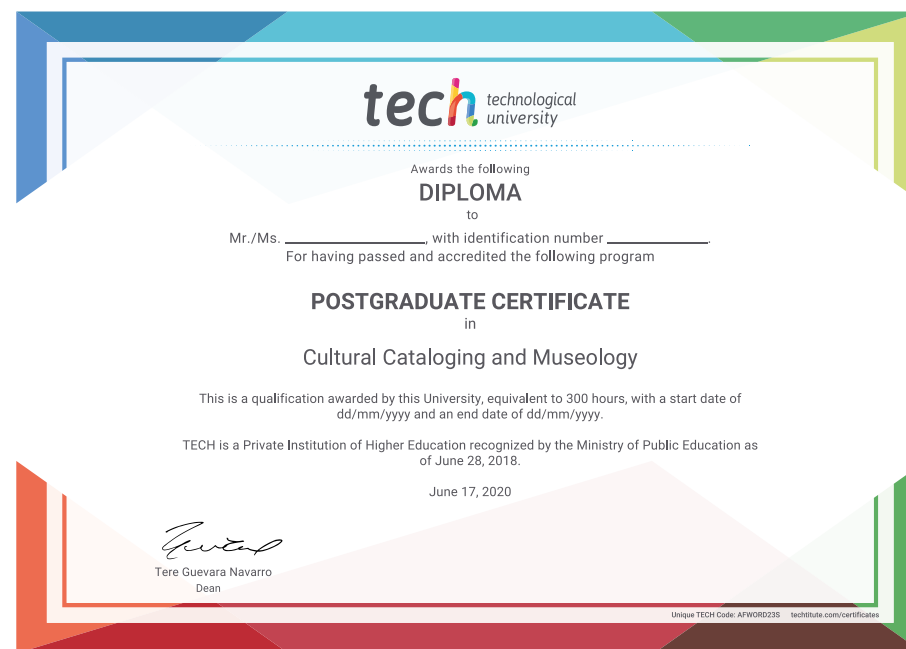 tech technological
university
Awards the following
DIPLOMA
to
Mr./Ms. ____________________, with identification number ______________.
For having passed and accredited the following program
POSTGRADUATE CERTIFICATE
in
Cultural Cataloging and Museology
This is a qualification awarded by this University, equivalent to 300 hours, with a start date of
dd/mm/yyyy and an end date of dd/mm/yyyy.
TECH is a Private Institution of Higher Education recognized by the Ministry of Public Education as
of June 28, 2018.
June 17, 2020
Tere Guevara Navarro
Dean
Unique TECH Code: AFWORD23S techtitute.com/certificates